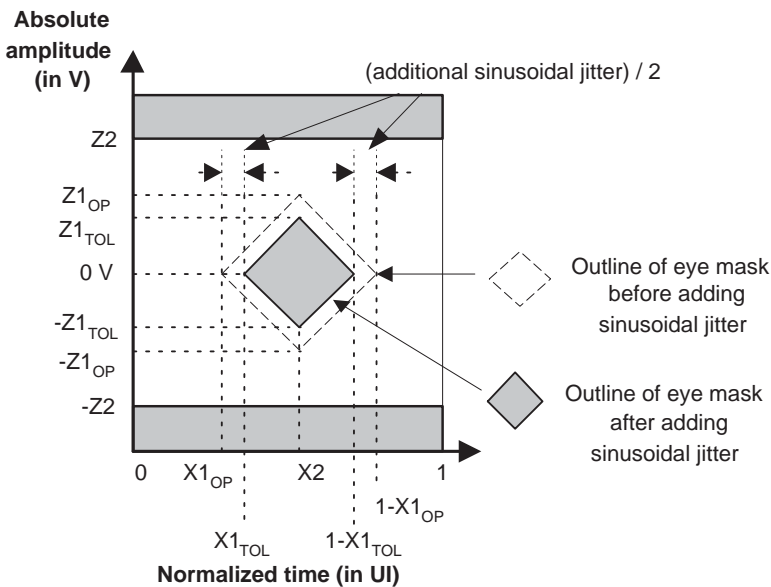 Absolute
amplitude
(in V)
(additional sinusoidal jitter) / 2
Z2
Z1OP
Z1TOL
0 V
-Z1TOL
-Z1OP
-Z2
Outline of eye mask
before adding
sinusoidal jitter
Outline of eye mask
after adding
sinusoidal jitter
0 X1OP X2 1
1-X1OP
X1TOL 1-X1TOL
Normalized time (in UI)